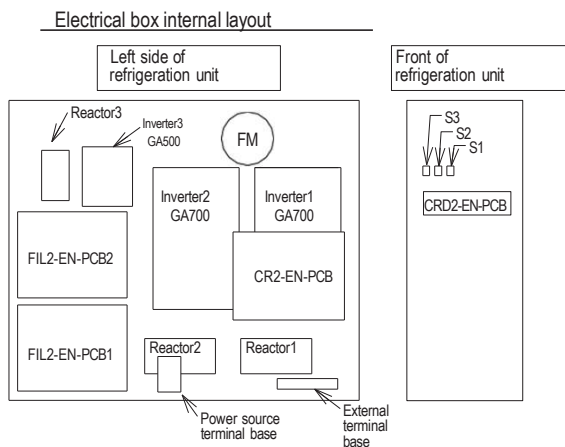 Electrical box internal layout
Left side of
refrigeration unit
Front of
refrigeration unit
Reactor3
Inverter3
GA500
FM
S3
S2
S1
Inverter2
GA700
Inverter1
GA700
CRD2-EN-PCB
FIL2-EN-PCB2
CR2-EN-PCB
FIL2-EN-PCB1
Reactor2
Reactor1
Power source
terminal base
External
terminal
base